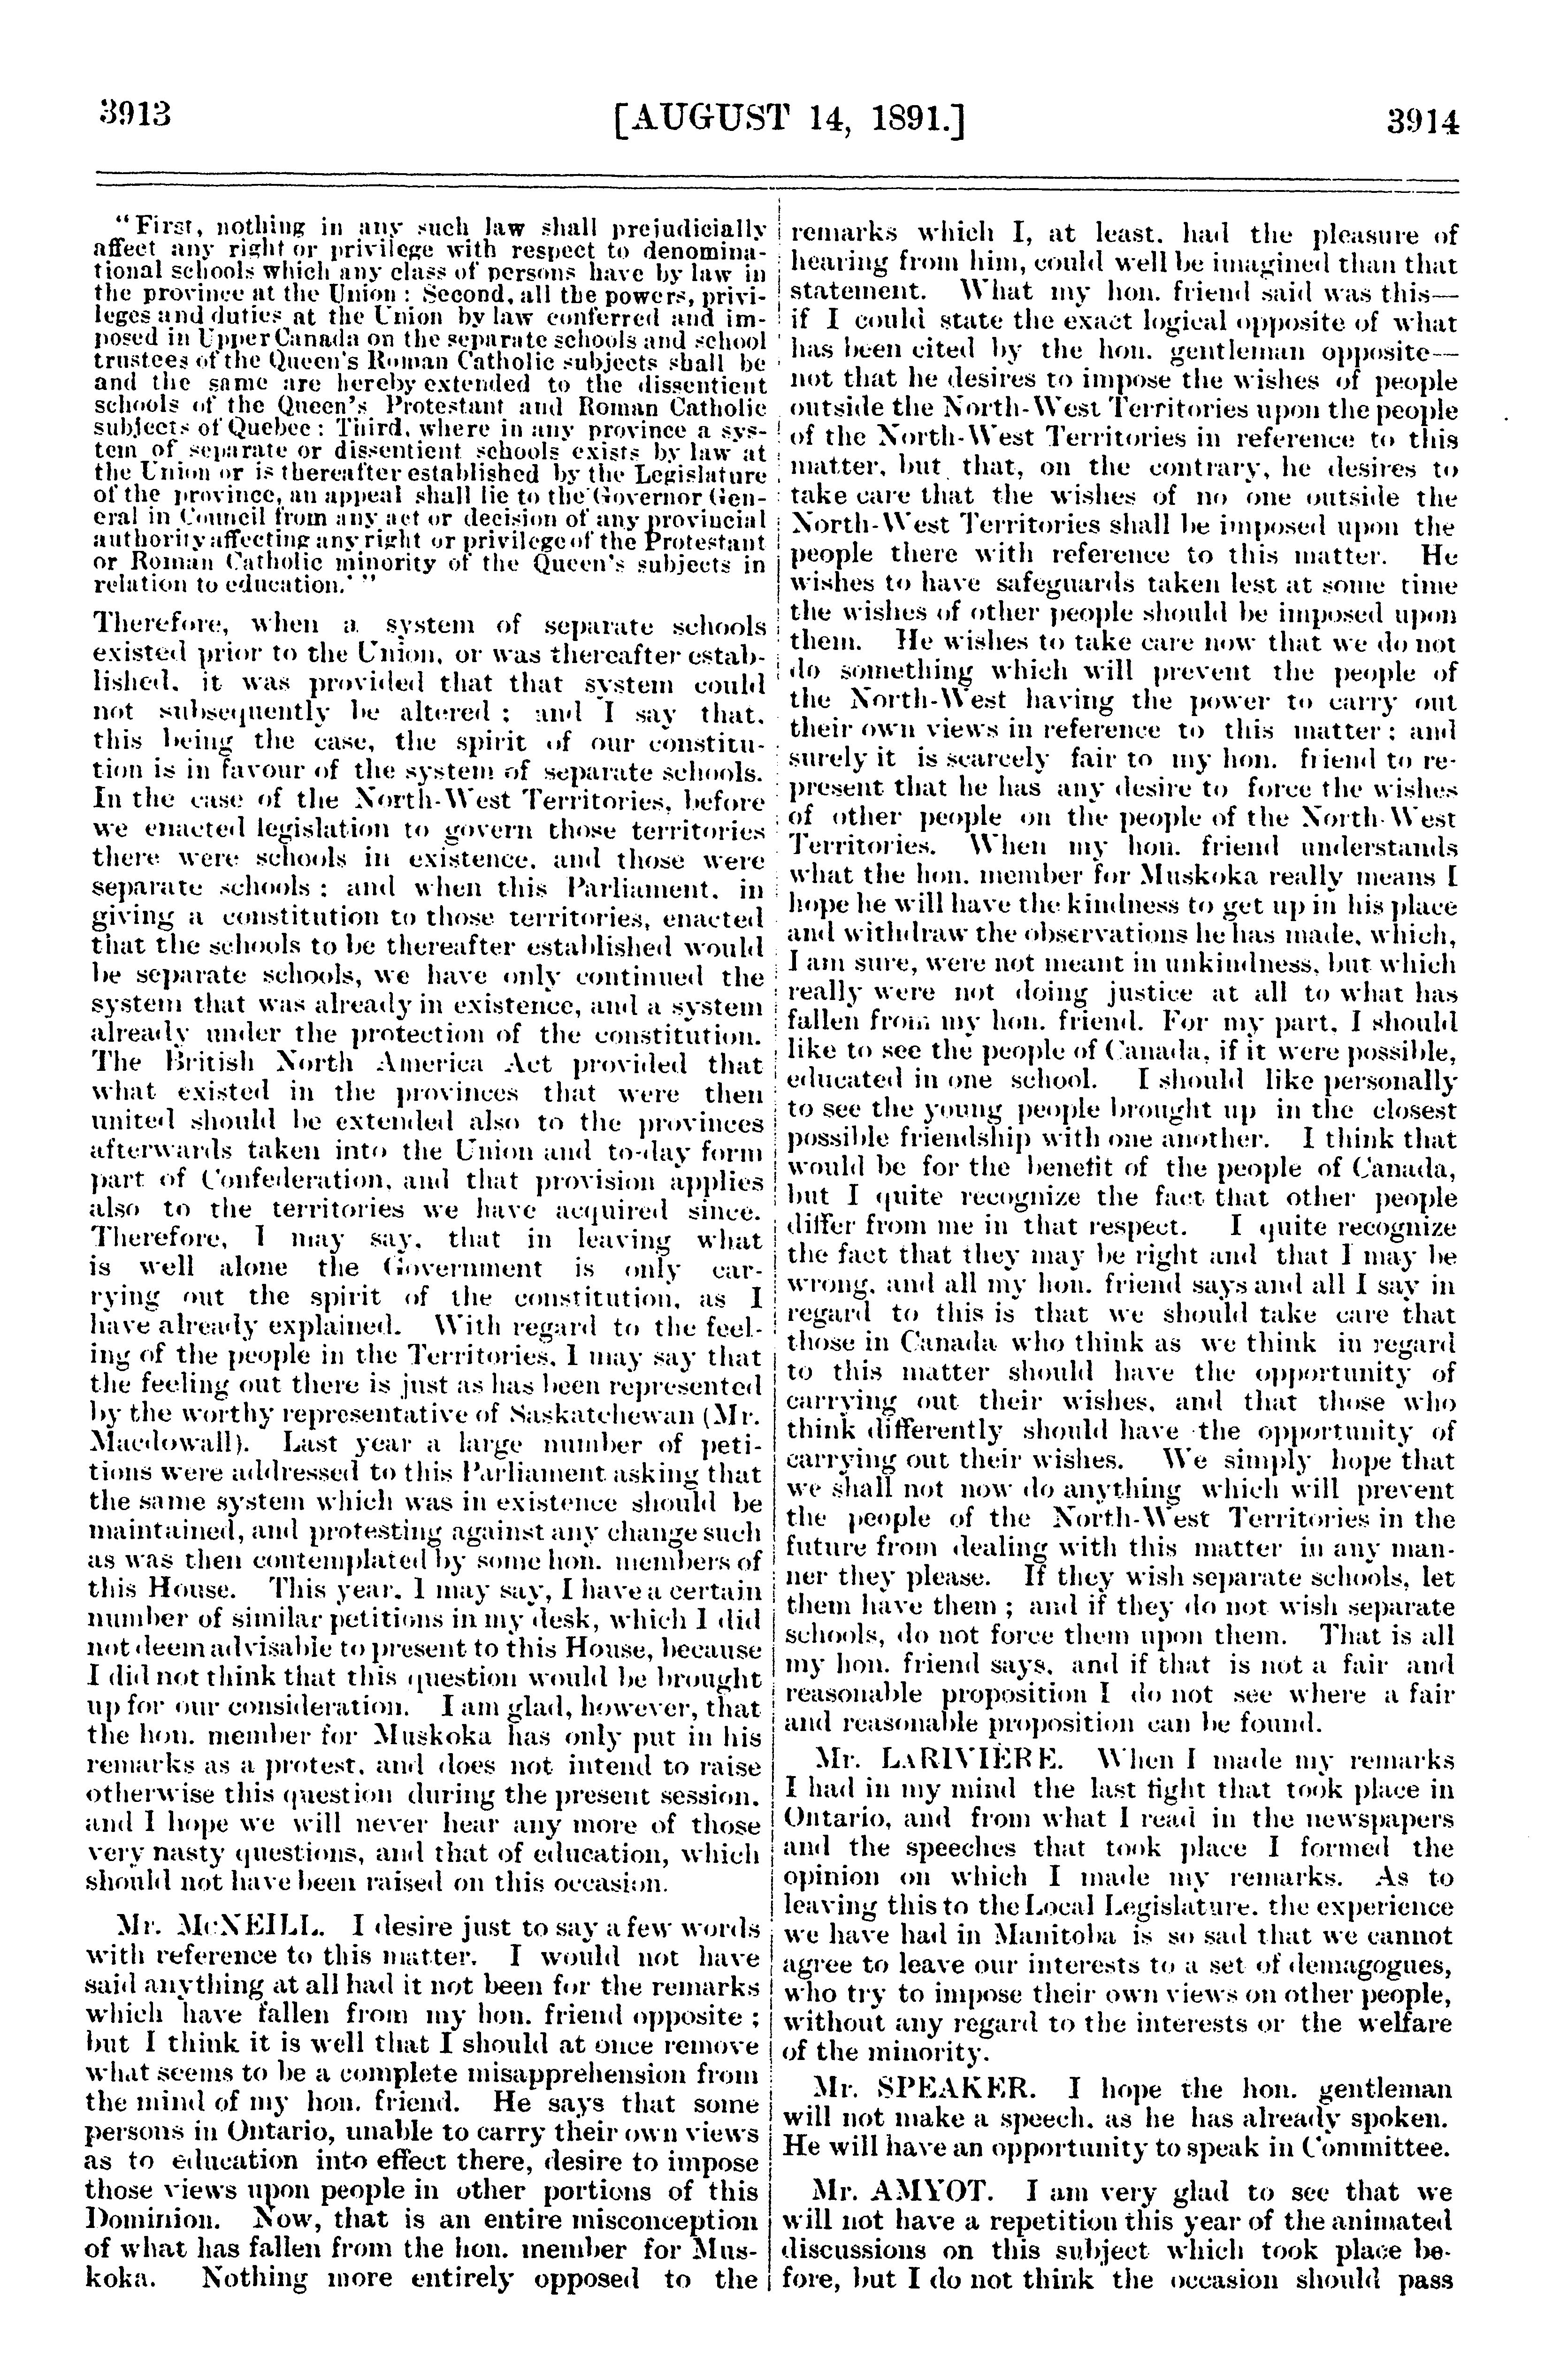 3913
[AUGUST 14, 1891.]
3914
"First, nothing in any such law shall prejudicially
affect any right or privilege with respect to denomina-
tional schools which any class of persons have by law in
the province at the Union : Second, all the powers, privi-
leges and duties at the Union by law conferred and im-
posed in Upper Canada on the separate schools and school
trustees of the Queen's Roman Catholic subjects shall be
and the same are hereby extended to the dissentient
schools of the Queen's Protestant and Roman Catholic
subjects of Quebec : Third, where in any province a sys-
tem of separate or dissentient schools exists by law at
the Union or is thereafter established by the Legislature
of the province, an appeal shall lie to the Governor Gen-
eral in Council from any act or decision of any provincial
authority affecting any right or privilege of the Protestant
or Roman Catholic minority of the Queen's subjects in
relation to education.' "
Therefore, when a system of separate schools
existed prior to the Union, or was thereafter estab-
lished, it was provided that that system could
not subsequently be altered ; and I say that,
this being the case, the spirit of our constitu-
tion is in favour of the system of separate schools.
In the case of the North-West Territories, before
we enacted legislation to govern those territories
there were schools in existence, and those were
separate schools ; and when this Parliament, in
giving a constitution to those territories, enacted
that the schools to be thereafter established would
be separate schools, we have only continued the
system that was already in existence, and a system
already under the protection of the constitution.
The British North America Act provided that
what existed in the provinces that were then
united should be extended also to the provinces
afterwards taken into the Union and to-day form
part of Confederation, and that provision applies
also to the territories we have acquired since.
Therefore, I may say, that in leaving what
is well alone the Government is only car-
rying out the spirit of the constitution, as I
have already explained. With regard to the feel-
ing of the people in the Territories, I may say that
the feeling out there is just as has been represented
by the worthy representative of Saskatchewan (Mr.
Macdowall). Last year a large number of peti-
tions were addressed to this Parliament asking that
the same system which was in existence should be
maintained, and protesting against any change such
as was then contemplated by some hon. members of
this House. This year, I may say, I have a certain
number of similar petitions in my desk, which I did
not deem advisable to present to this House, because
I did not think that this question would be brought
up for our consideration. I am glad, however, that
the hon. member for Muskoka has only put in his
remarks as a protest, and does not intend to raise
otherwise this question during the present session,
and I hope we will never hear any more of those
very nasty questions, and that of education, which
should not have been raised on this occasion.
Mr. McNEILL. I desire just to say a few words
with reference to this matter. I would not have
said anything at all had it not been for the remarks
which have fallen from my hon. friend opposite ;
but I think it is well that I should at once remove
what seems to be a complete misapprehension from
the mind of my hon. friend. He says that some
persons in Ontario, unable to carry their own views
as to education into effect there, desire to impose
those views upon people in other portions of this
Dominion. Now, that is an entire misconception
of what has fallen from the hon. member for Mus-
koka. Nothing more entirely opposed to the
remarks which I, at least, had the pleasure of
hearing from him, could well be imagined than that
statement. What my hon. friend said was this—
if I could state the exact logical opposite of what
has been cited by the hon. gentleman opposite—
not that he desires to impose the wishes of people
outside the North-West Territories upon the people
of the North-West Territories in reference to this
matter, but that, on the contrary, he desires to
take care that the wishes of no one outside the
North-West Territories shall be imposed upon the
people there with reference to this matter. He
wishes to have safeguards taken lest at some time
the wishes of other people should be imposed upon
them. He wishes to take care now that we do not
do something which will prevent the people of
the North-West having the power to carry out
their own views in reference to this matter ; and
surely it is scarcely fair to my hon. friend to re-
present that he has any desire to force the wishes
of other people on the people of the North-West
Territories. When my hon. friend understands
what the hon. member for Muskoka really means I
hope he will have the kindness to get up in his place
and withdraw the observations he has made, which,
I am sure, were not meant in unkindness, but which
really were not doing justice at all to what has
fallen from my hon. friend. For my part, I should
like to see the people of Canada, if it were possible,
educated in one school. I should like personally
to see the young people brought up in the closest
possible friendship with one another. I think that
would be for the benefit of the people of Canada,
but I quite recognize the fact that other people
differ from me in that respect. I quite recognize
the fact that they may be right and that I may be
wrong, and all my hon. friend says and all I say in
regard to this is that we should take care that
those in Canada who think as we think in regard
to this matter should have the opportunity of
carrying out their wishes, and that those who
think differently should have the opportunity of
carrying out their wishes. We simply hope that
we shall not now do anything which will prevent
the people of the North-West Territories in the
future from dealing with this matter in any man-
ner they please. If they wish separate schools, let
them have them ; and if they do not wish separate
schools, do not force them upon them. That is all
my hon. friend says, and if that is not a fair and
reasonable proposition I do not see where a fair
and reasonable proposition can be found.
Mr. LARIVIÈRE. When I made my remarks
I had in my mind the last fight that took place in
Ontario, and from what I read in the newspapers
and the speeches that took place I formed the
opinion on which I made my remarks. As to
leaving this to the Local Legislature, the experience
we have had in Manitoba is so sad that we cannot
agree to leave our interests to a set of demagogues,
who try to impose their own views on other people,
without any regard to the interests or the welfare
of the minority.
Mr. SPEAKER. I hope the hon. gentleman
will not make a speech, as he has already spoken.
He will have an opportunity to speak in Committee.
Mr. AMYOT. I am very glad to see that we
will not have a repetition this year of the animated
discussions on this subject which took place be-
fore, but I do not think the occasion should pass